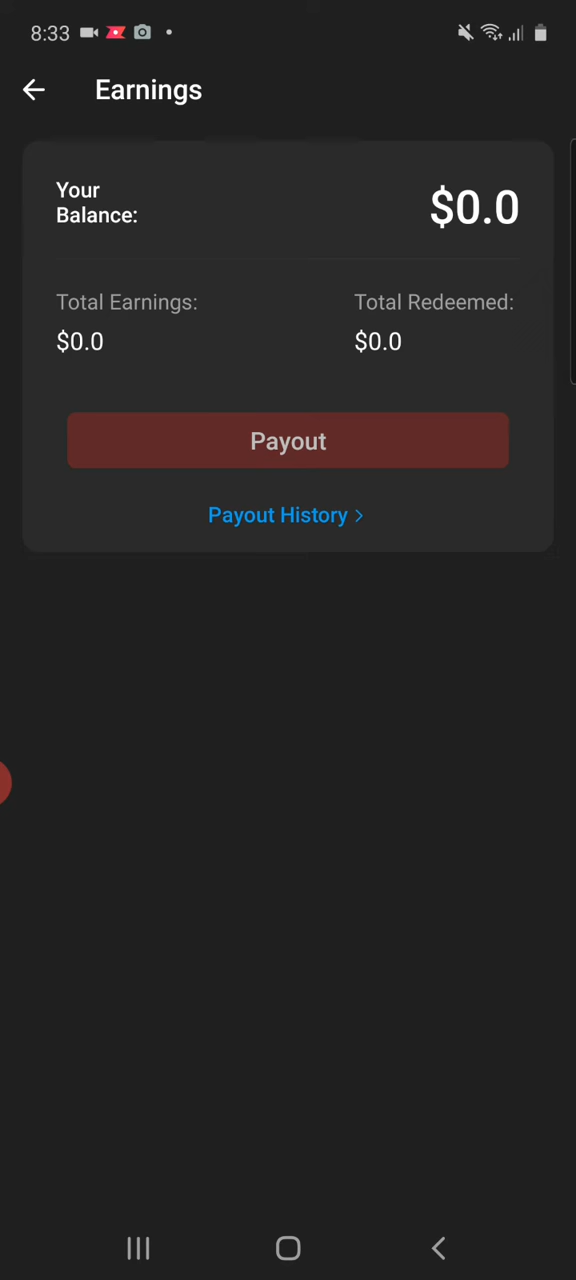 8:33
Earnings
Your
Balance:
$0.0
Total Earnings:
Total Redeemed:
$0.0
$0.0
Payout
Payout History